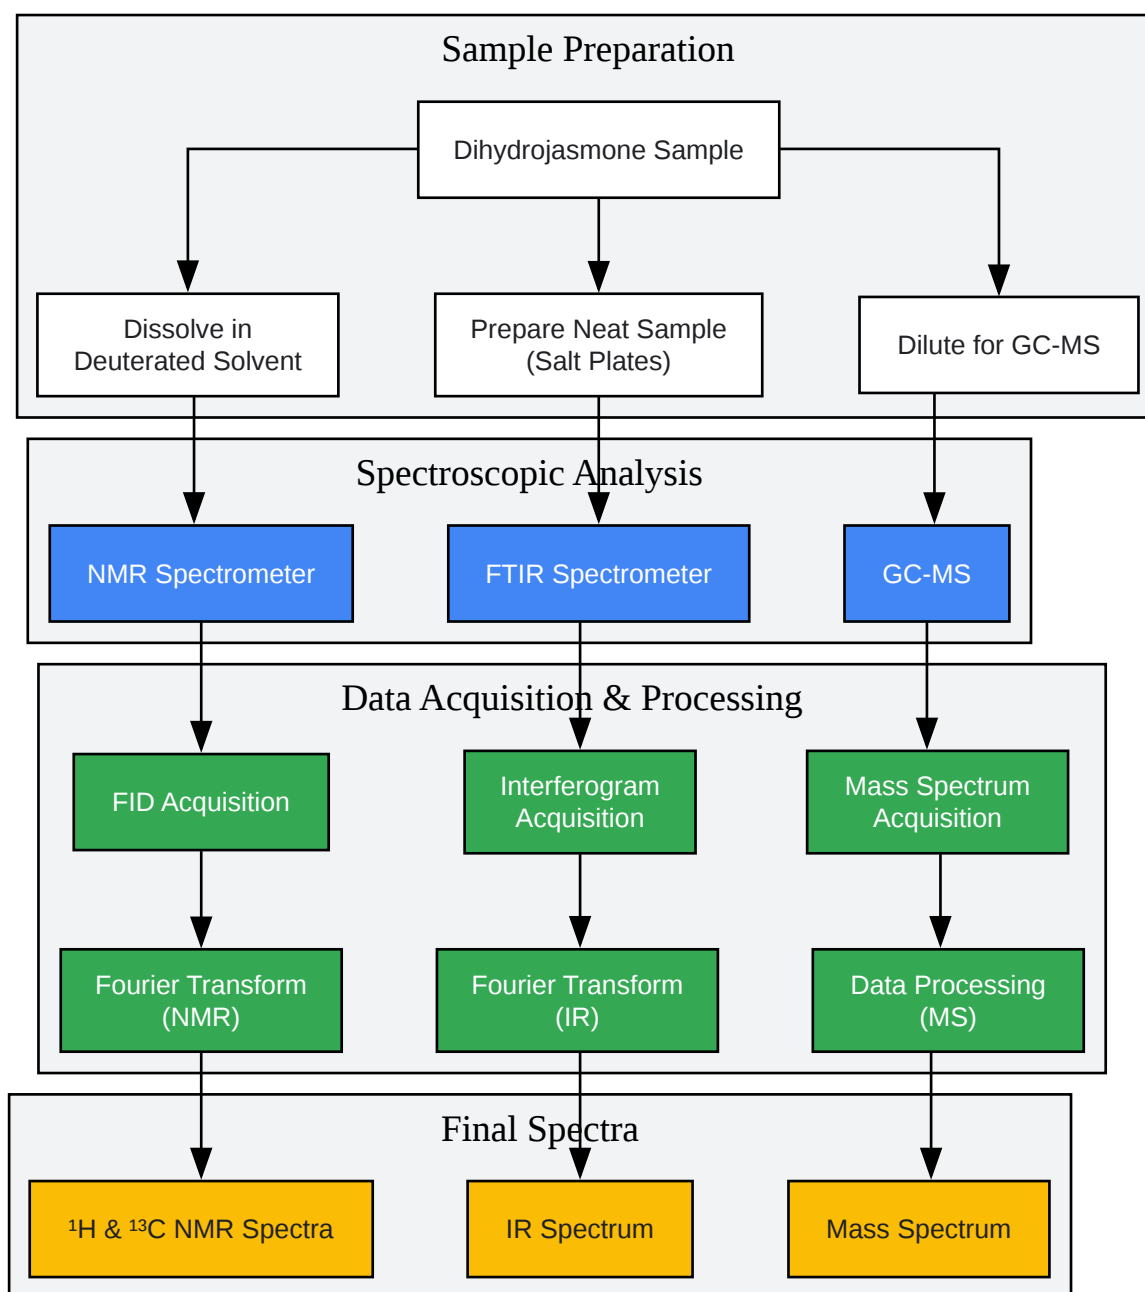 Sample Preparation
Dihydrojasmone Sample
Dissolve in
Deuterated Solvent
Prepare Neat Sample
(Salt Plates)
Dilute for GC-MS
Spectroscopic Analysis
NMR Spectrometer
FTIR Spectrometer
GC-MS
Data Acquisition & Processing
FID Acquisition
Interferogram
Acquisition
Mass Spectrum
Acquisition
Fourier Transform
(NMR)
Fourier Transform
(IR)
Data Processing
(MS)
Final Spectra
¹H & ¹³C NMR Spectra
IR Spectrum
Mass Spectrum